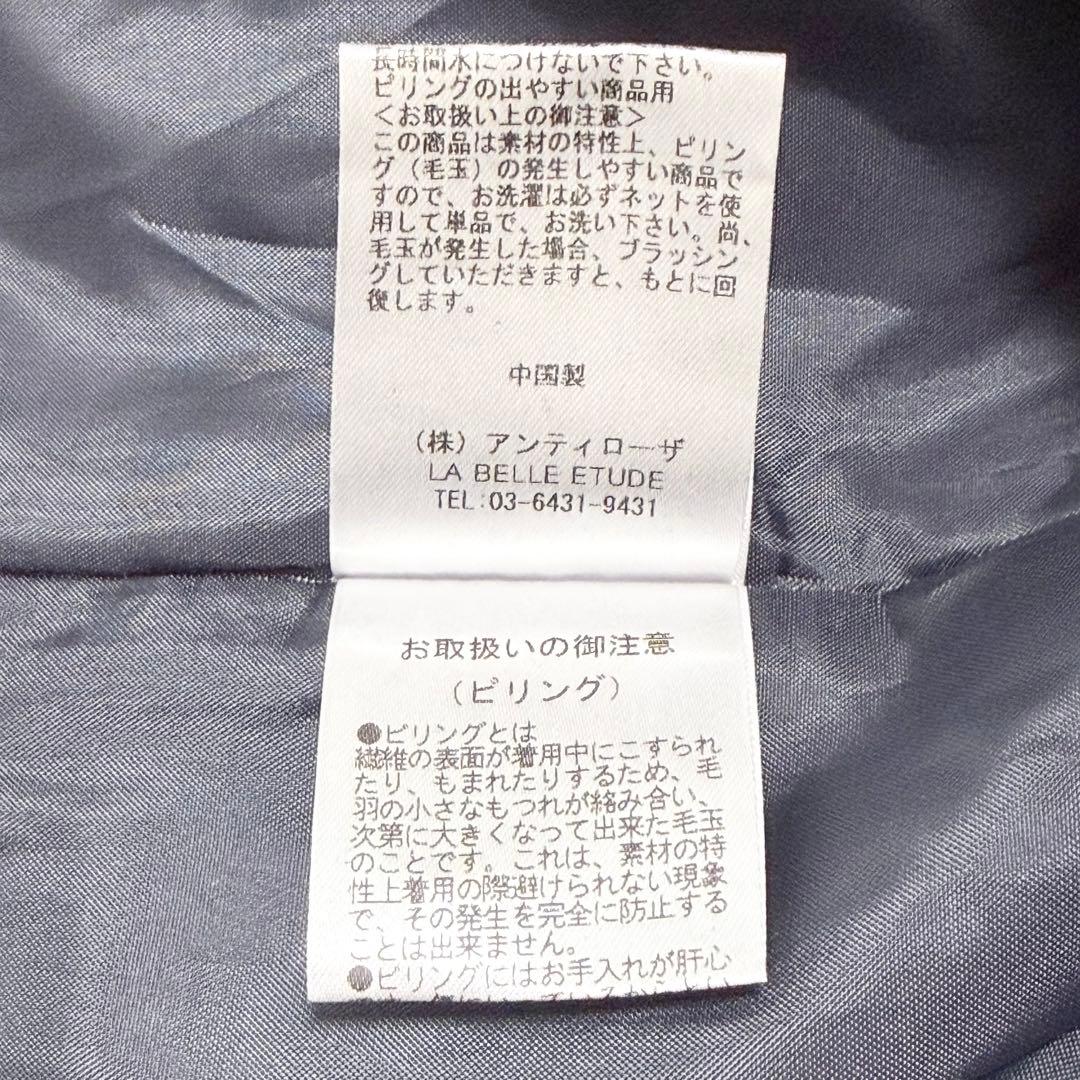 長時間水につけないで下さい。
ピリングの出やすい商品用
<お取扱い上の御注意>
この商品は素材の特性上、ピリン
グ(毛玉)の発生しやすい商品で
すので、お洗濯は必ずネットを使
用して単品で、お洗い下さい。尚、
毛玉が発生した場合、ブラッシン
グしていただきますと、もとに回
復します。
中国製
(株)アンティローザ
LA BELLE ETUDE
TEL:03-6431-9431
お取扱いの御注意
(ピリング)
●ピリングとは
繊維の表面が着用中にこすられ
たり、もまれたりするため、毛
羽の小さなもつれが絡み合い、
次第に大きくなって出来た毛玉
のことです。これは、素材の特
性上着用の際避けられない現象
で、その発生を完全に防止する
ことは出来ません。
●ピリングにはお手入れが肝心